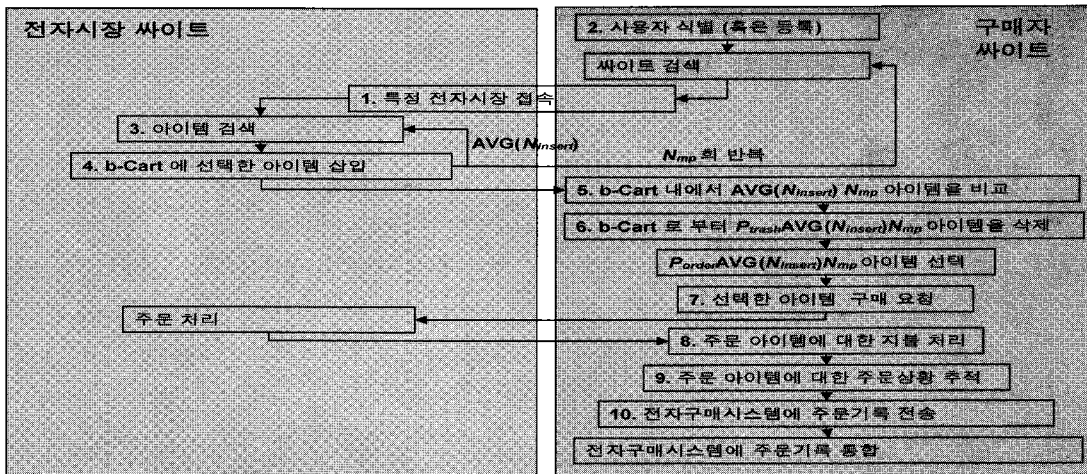 전자시장 싸이트
구매자
싸이트
2. 사용자 식별 (혹은 등록)
싸이트 검색
1. 특정 전자시장 접속
3. 아이템 검색
AVG(Ninsert)
Nmp회 반복
4. b-Cart 에 선택한 아이템 삽입
5. b-Cart 내에서 AVG(Ninsert) Nmp 아이템을 비교
6. b-Cart 로 부터 PtrashAVG(Ninsert)Nmp 아이템을 삭제
PorderAVG(Ninsert)Nmp 아이템 선택
7. 선택한 아이템 구매 요청
주문 처리
8. 주문 아이템에 대한 지불 처리
9. 주문 아이템에 대한 주문상황 추적
10. 전자구매시스템에 주문기록 전송
전자구매시스템에 주문기록 통합